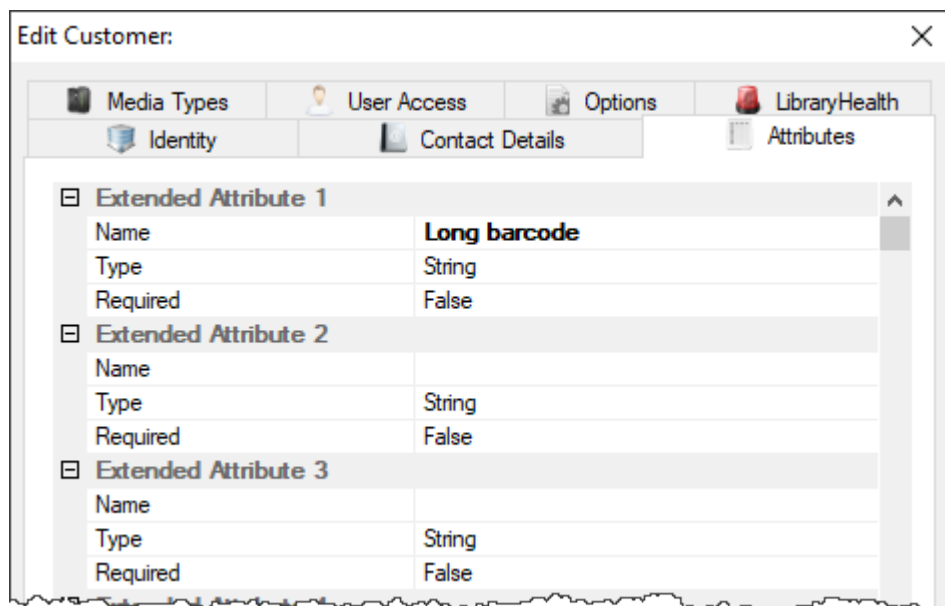 Edit Customer:
Media Types User Access Options LibraryHealth
Identity Contact Details Attributes
Extended Attribute 1
Name Long barcode
Type String
Required False
Extended Attribute 2
Name
Type String
Required False
Extended Attribute 3
Name
Type String
Required False